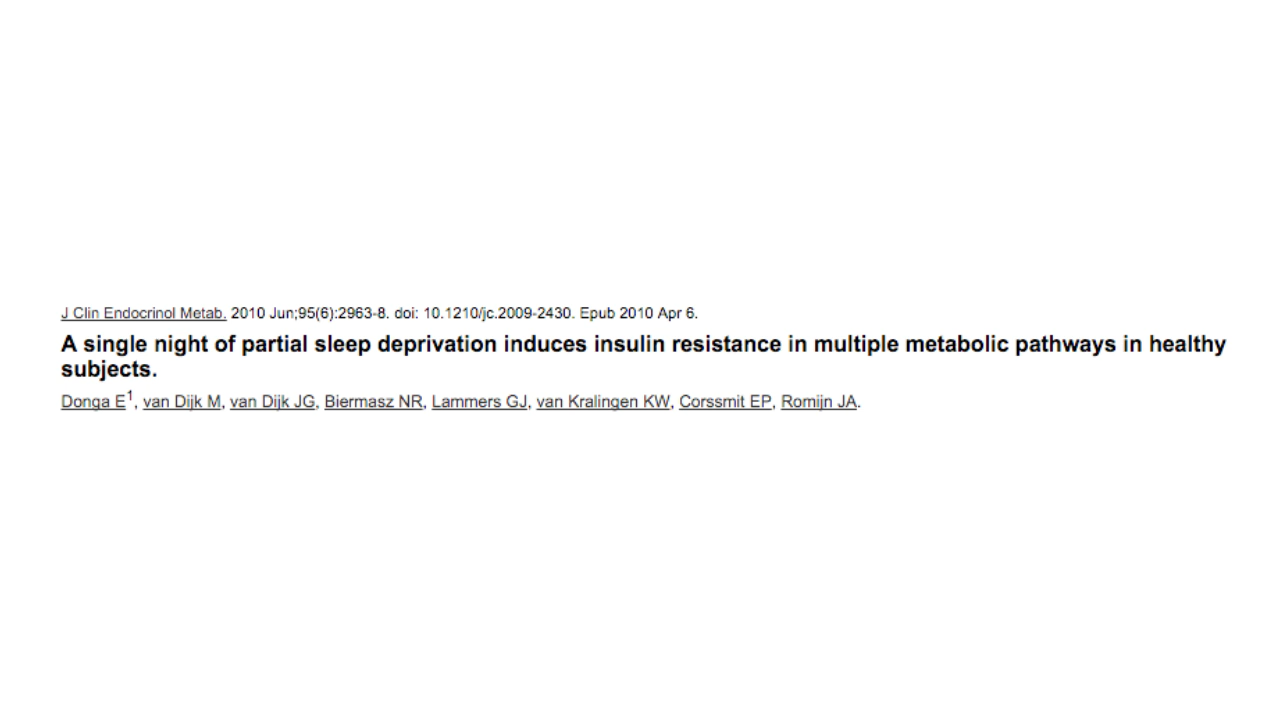 J Clin Endocrinol Metab. 2010 Jun;95(6):2963-8. doi: 10.1210/jc.2009-2430. Epub 2010 Apr 6.
A single night of partial sleep deprivation induces insulin resistance in multiple metabolic pathways in healthy
subjects.
Donga E1, van Dijk M, van Dijk JG, Biermasz NR, Lammers GJ, van Kralingen KW, Corssmit EP, Romijn JA.